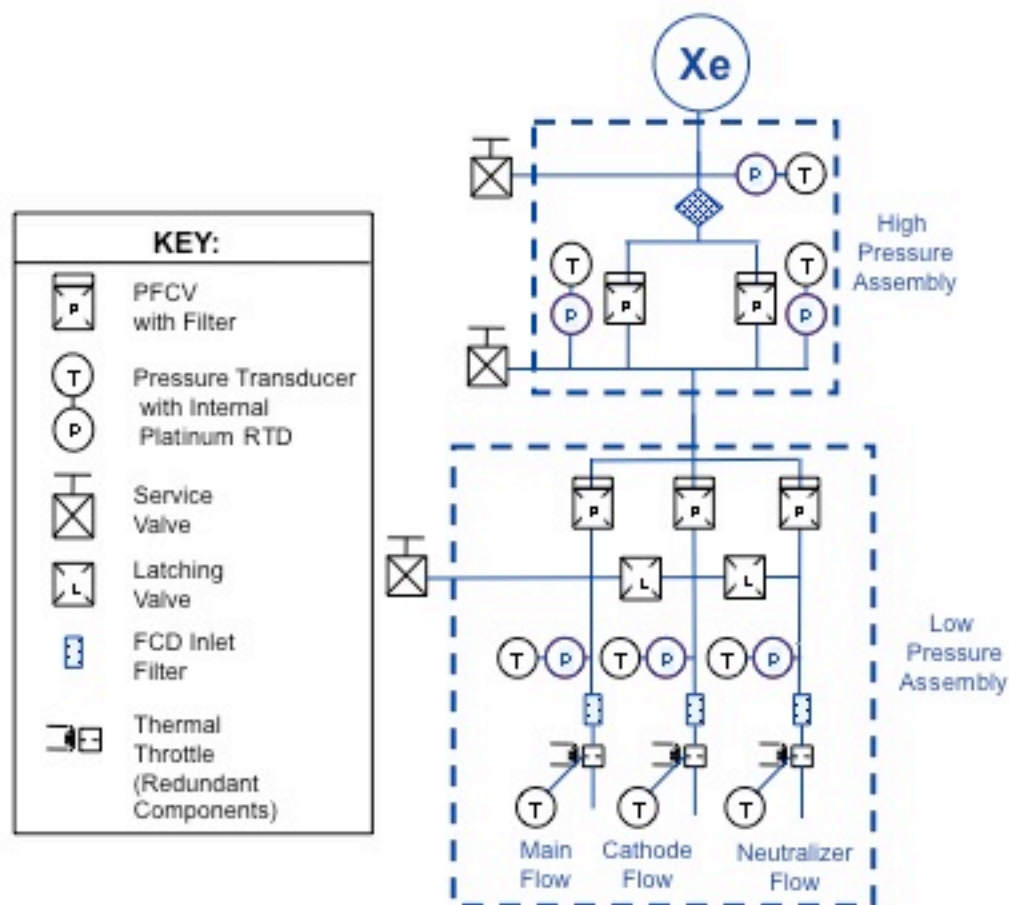 Xe
P T
High
Pressure
Assembly
T T
P P P P
KEY:
P
PFCV
with Filter
T
P
Pressure Transducer
with Internal
Platinum RTD
Service
Valve
L
Latching
Valve
FCD Inlet
Filter
Thermal
Throttle
(Redundant
Components)
P P P
L L
T P T P T P
Low
Pressure
Assembly
T T T
Main
Flow
Cathode
Flow
Neutralizer
Flow